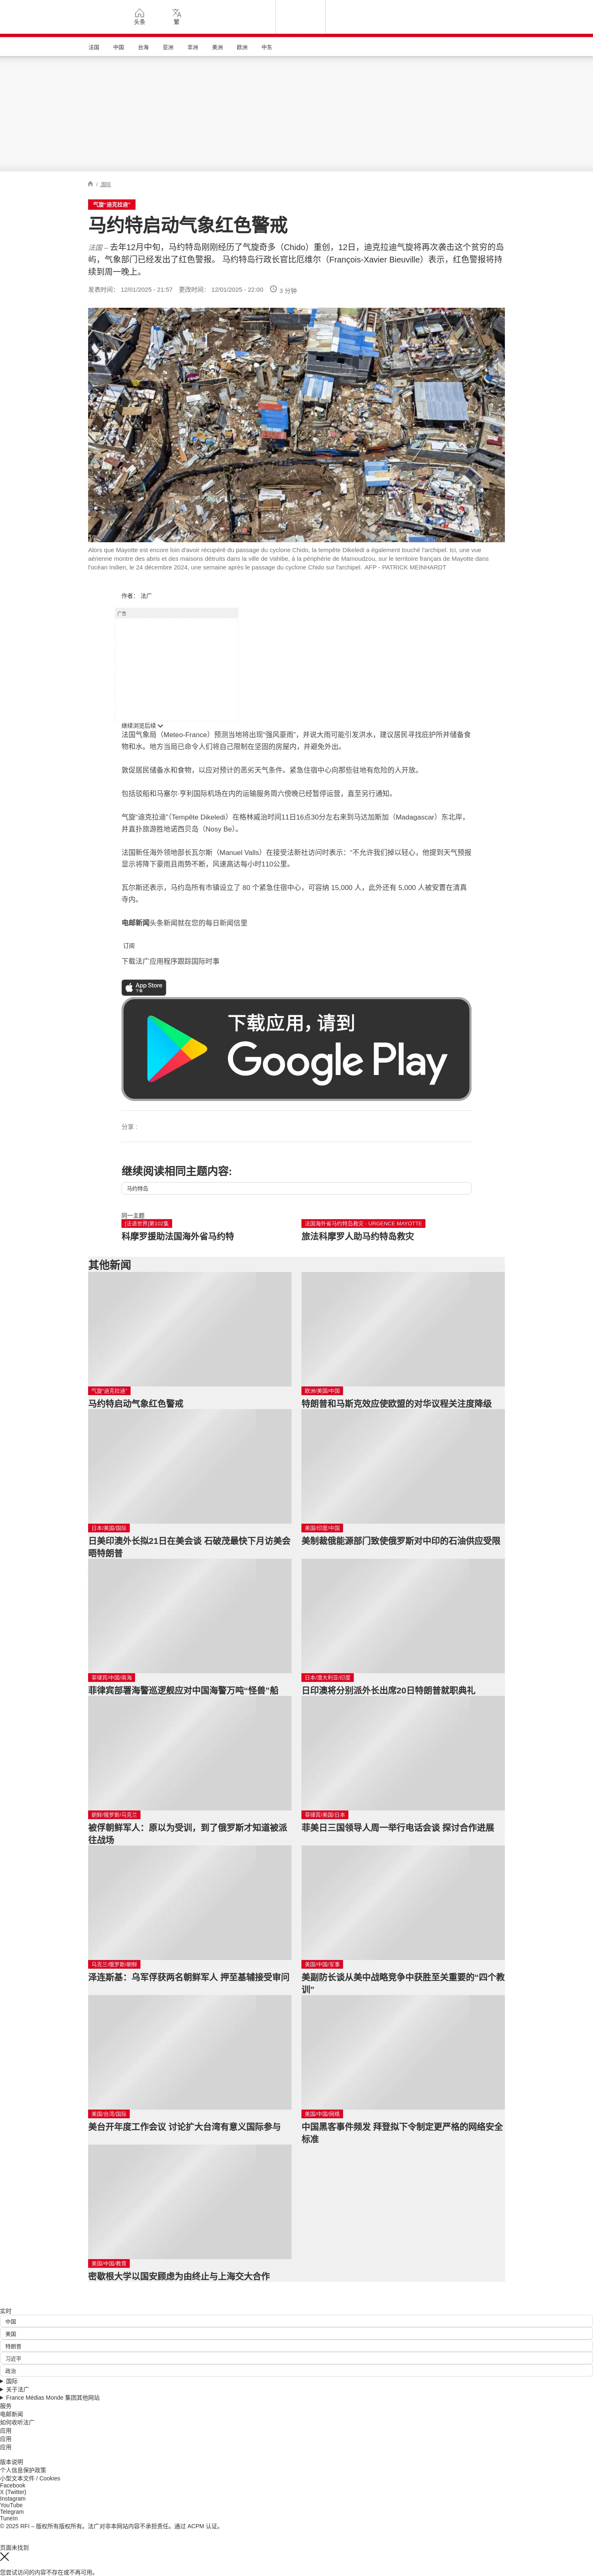 头条
繁
法国 中国 台海 亚洲 非洲 美洲 欧洲 中东
/ 国际
气旋“迪克拉迪”
马约特启动气象红色警戒
法国 – 去年12月中旬，马约特岛刚刚经历了气旋奇多（Chido）重创，12日，迪克拉迪气旋将再次袭击这个贫穷的岛
屿，气象部门已经发出了红色警报。 马约特岛行政长官比厄维尔（François-Xavier Bieuville）表示，红色警报将持
续到周一晚上。
发表时间： 12/01/2025 - 21:57 更改时间： 12/01/2025 - 22:00 3 分钟
Alors que Mayotte est encore loin d'avoir récupéré du passage du cyclone Chido, la tempête Dikeledi a également touché l'archipel. Ici, une vue
aérienne montre des abris et des maisons détruits dans la ville de Vahibe, à la périphérie de Mamoudzou, sur le territoire français de Mayotte dans
l'océan Indien, le 24 décembre 2024, une semaine après le passage du cyclone Chido sur l'archipel. AFP - PATRICK MEINHARDT
作者： 法广
广告
继续浏览后续
法国气象局（Meteo-France）预测当地将出现“强风豪雨”，并说大雨可能引发洪水，建议居民寻找庇护所并储备食
物和水。地方当局已命令人们将自己限制在坚固的房屋内，并避免外出。
敦促居民储备水和食物，以应对预计的恶劣天气条件。紧急住宿中心向那些驻地有危险的人开放。
包括驳船和马塞尔·亨利国际机场在内的运输服务周六傍晚已经暂停运营，直至另行通知。
气旋“迪克拉迪”（Tempête Dikeledi）在格林威治时间11日16点30分左右来到马达加斯加（Madagascar）东北岸，
并直扑旅游胜地诺西贝岛（Nosy Be）。
法国新任海外领地部长瓦尔斯（Manuel Valls）在接受法新社访问时表示：“不允许我们掉以轻心，他提到天气预报
显示将降下豪雨且雨势不断，风速高达每小时110公里。
瓦尔斯还表示，马约岛所有市镇设立了 80 个紧急住宿中心，可容纳 15,000 人，此外还有 5,000 人被安置在清真
寺内。
电邮新闻头条新闻就在您的每日新闻信里
订阅
下载法广应用程序跟踪国际时事
App Store
下载
下载应用，请到
Google Play
分享 :
继续阅读相同主题内容:
马约特岛
同一主题
[法语世界]第102集
科摩罗援助法国海外省马约特
法国海外省马约特岛救灾 - URGENCE MAYOTTE
旅法科摩罗人助马约特岛救灾
其他新闻
气旋“迪克拉迪”
马约特启动气象红色警戒
欧洲/美国/中国
特朗普和马斯克效应使欧盟的对华议程关注度降级
日本/美国/国际
日美印澳外长拟21日在美会谈 石破茂最快下月访美会
晤特朗普
美国/印度/中国
美制裁俄能源部门致使俄罗斯对中印的石油供应受限
菲律宾/中国/南海
菲律宾部署海警巡逻舰应对中国海警万吨“怪兽”船
日本/澳大利亚/印度
日印澳将分别派外长出席20日特朗普就职典礼
朝鲜/俄罗斯/乌克兰
被俘朝鲜军人：原以为受训，到了俄罗斯才知道被派
往战场
菲律宾/美国/日本
菲美日三国领导人周一举行电话会谈 探讨合作进展
乌克兰/俄罗斯/朝鲜
泽连斯基：乌军俘获两名朝鲜军人 押至基辅接受审问
美国/中国/军事
美副防长谈从美中战略竞争中获胜至关重要的“四个教
训”
美国/台湾/国际
美台开年度工作会议 讨论扩大台湾有意义国际参与
美国/中国/网络
中国黑客事件频发 拜登拟下令制定更严格的网络安全
标准
美国/中国/教育
密歇根大学以国安顾虑为由终止与上海交大合作
实时
中国
美国
特朗普
习近平
政治
国际
关于法广
France Médias Monde 集团其他网站
服务
电邮新闻
如何收听法广
应用
应用
应用
版本说明
个人信息保护政策
小型文本文件 / Cookies
Facebook
X (Twitter)
Instagram
YouTube
Telegram
TuneIn
© 2025 RFI – 版权所有版权所有。法广对非本网站内容不承担责任。通过 ACPM 认证。
页面未找到
您尝试访问的内容不存在或不再可用。